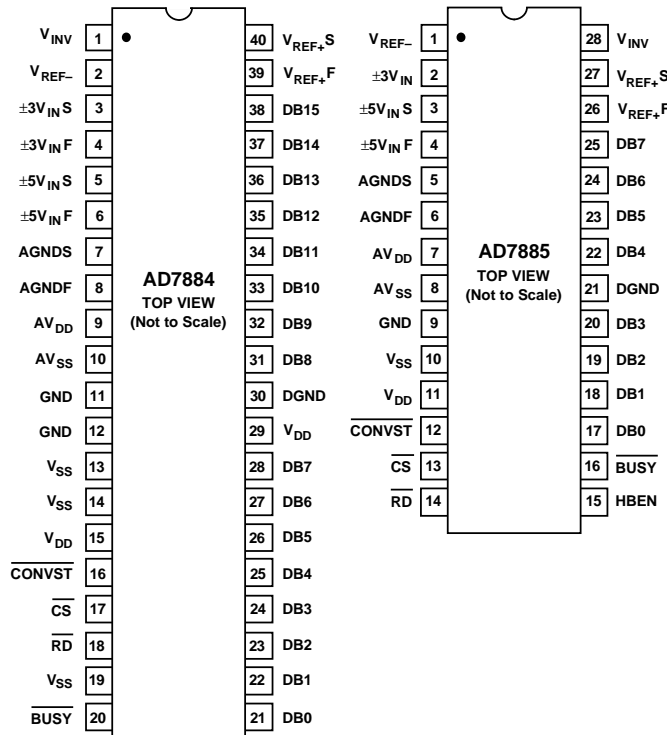 V_INV 1
V_REF– 2
±3V_IN S 3
±3V_IN F 4
±5V_IN S 5
±5V_IN F 6
AGNDS 7
AGNDF 8
AV_DD 9
AV_SS 10
GND 11
GND 12
V_SS 13
V_SS 14
V_DD 15
CONVST 16
CS 17
RD 18
V_SS 19
BUSY 20
AD7884
TOP VIEW
(Not to Scale)
40 V_REF+S
39 V_REF+F
38 DB15
37 DB14
36 DB13
35 DB12
34 DB11
33 DB10
32 DB9
31 DB8
30 DGND
29 V_DD
28 DB7
27 DB6
26 DB5
25 DB4
24 DB3
23 DB2
22 DB1
21 DB0
V_REF– 1
±3V_IN 2
±5V_IN S 3
±5V_IN F 4
AGNDS 5
AGNDF 6
AV_DD 7
AV_SS 8
GND 9
V_SS 10
V_DD 11
CONVST 12
CS 13
RD 14
AD7885
TOP VIEW
(Not to Scale)
28 V_INV
27 V_REF+S
26 V_REF+F
25 DB7
24 DB6
23 DB5
22 DB4
21 DGND
20 DB3
19 DB2
18 DB1
17 DB0
16 BUSY
15 HBEN